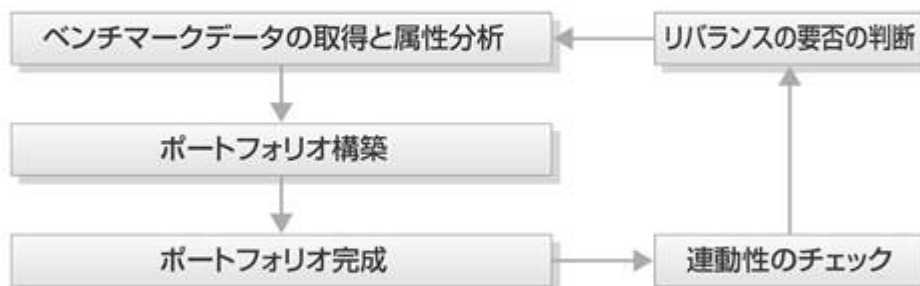 ベンチマークデータの取得と属性分析
リバランスの要否の判断
ポートフォリオ構築
ポートフォリオ完成
連動性のチェック